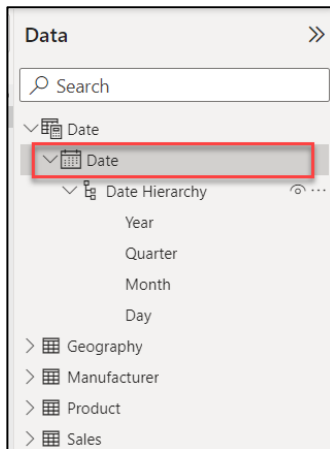 Data
Search
Date
Date
Date Hierarchy
Year
Quarter
Month
Day
Geography
Manufacturer
Product
Sales